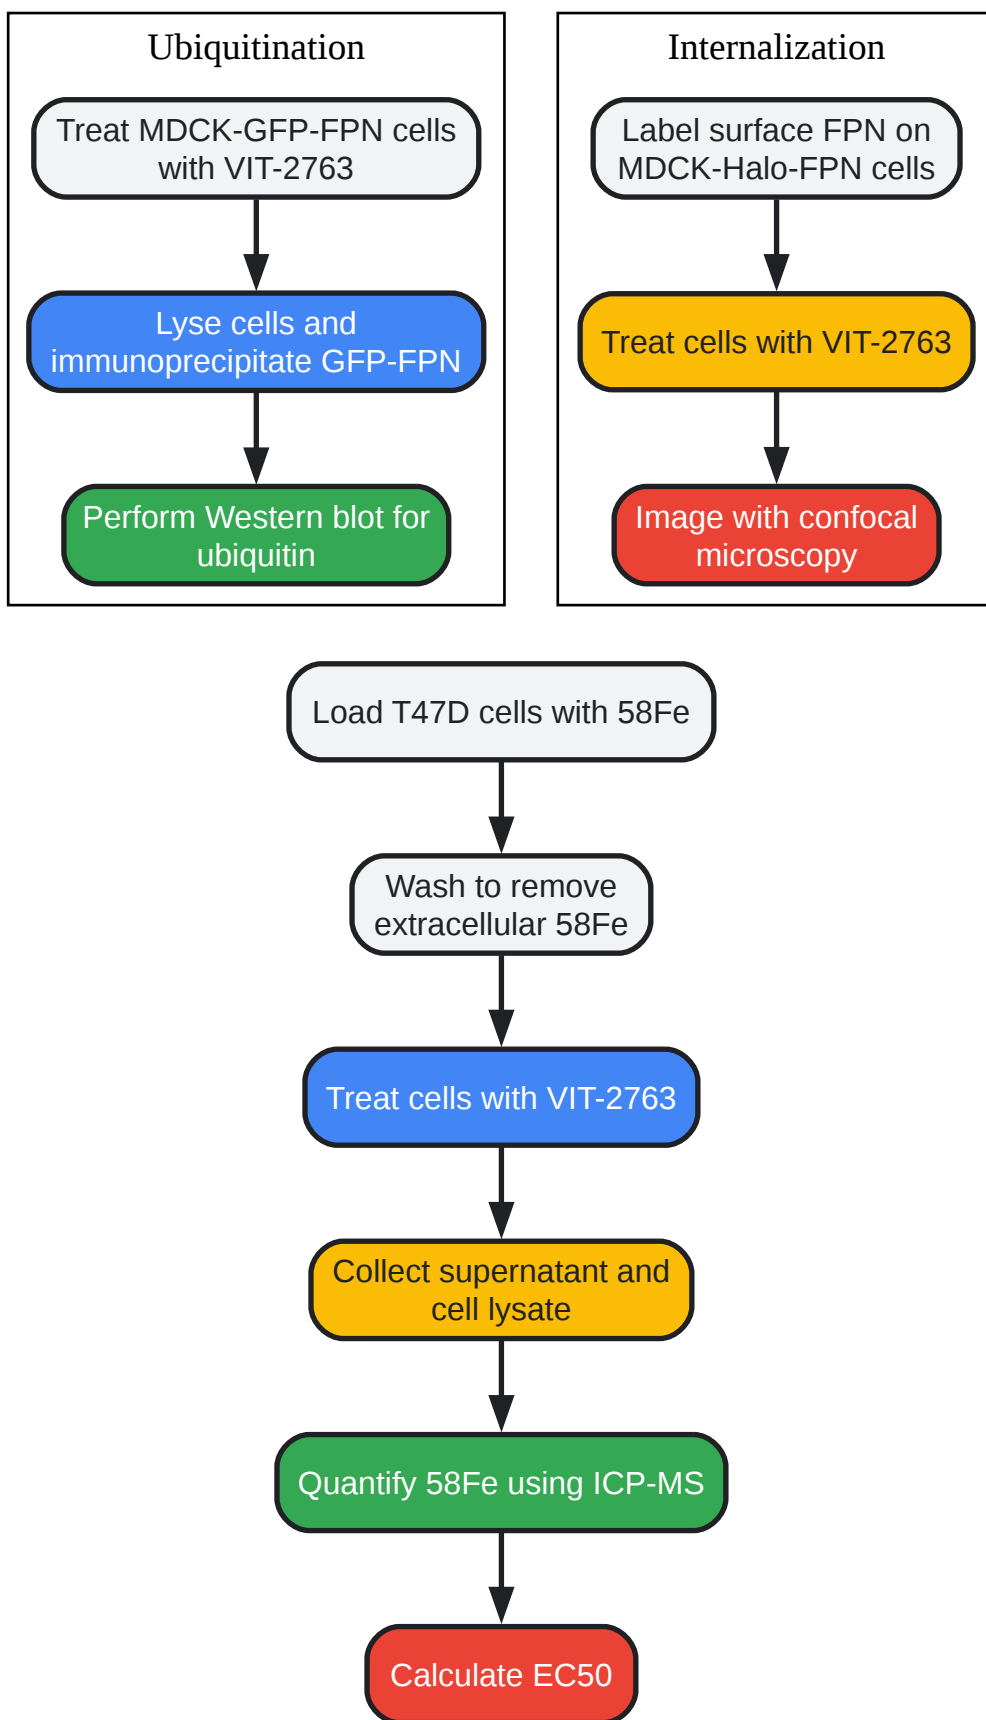 Ubiquitination
Treat MDCK-GFP-FPN cells
with VIT-2763
Lyse cells and
immunoprecipitate GFP-FPN
Perform Western blot for
ubiquitin
Internalization
Label surface FPN on
MDCK-Halo-FPN cells
Treat cells with VIT-2763
Image with confocal
microscopy
Load T47D cells with 58Fe
Wash to remove
extracellular 58Fe
Treat cells with VIT-2763
Collect supernatant and
cell lysate
Quantify 58Fe using ICP-MS
Calculate EC50